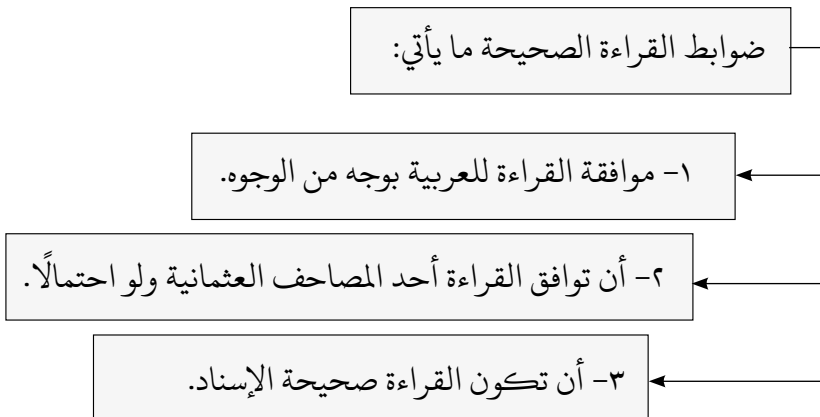 ضوابط القراءة الصحيحة ما يأتي:
١- موافقة القراءة للعربية بوجه من الوجوه.
٢- أن توافق القراءة أحد المصاحف العثمانية ولو احتمالًا.
٣- أن تكون القراءة صحيحة الإسناد.